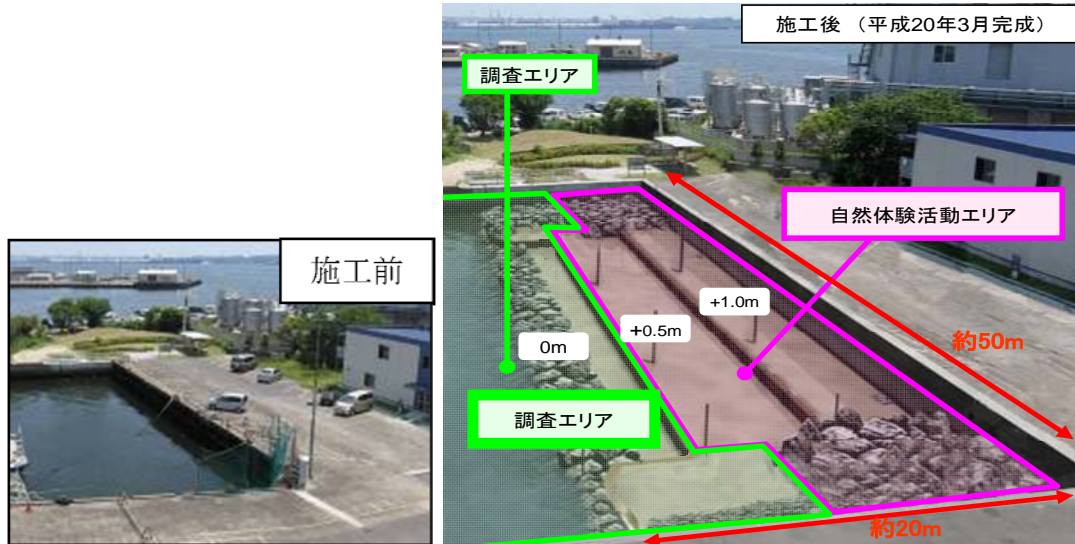 施工前
施工後 (平成20年3月完成)
調査エリア
自然体験活動エリア
+1.0m
+0.5m
0m
約50m
調査エリア
約20m